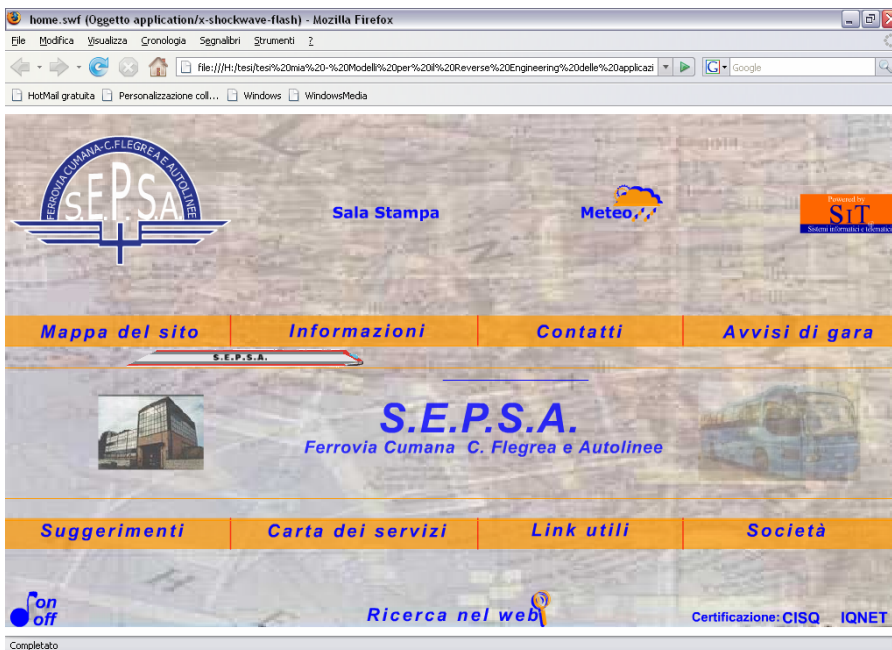 home.swf (Oggetto application/x-shockwave-flash) - Mozilla Firefox
File Modifica Visualizza Cronologia Segnalibri Strumenti ?
file:///H:/tesi/tesi%20mia%20-%20Modelli%20per%20il%20Reverse%20Engineering%20delle%20applicazi
Google
HotMail gratuita Personalizzazione coll... Windows WindowsMedia
FERROVIA CUMANA-C.FLEGREA E AUTOLINEE
S.E.P.S.A.
Sala Stampa
Meteo
Powered by
SIT
Sistemi informatici e telematici
Mappa del sito Informazioni Contatti Avvisi di gara
S.E.P.S.A.
S.E.P.S.A.
Ferrovia Cumana C. Flegrea e Autolinee
Suggerimenti Carta dei servizi Link utili Società
on
off
Ricerca nel web
Certificazione: CISQ IQNET
Completato